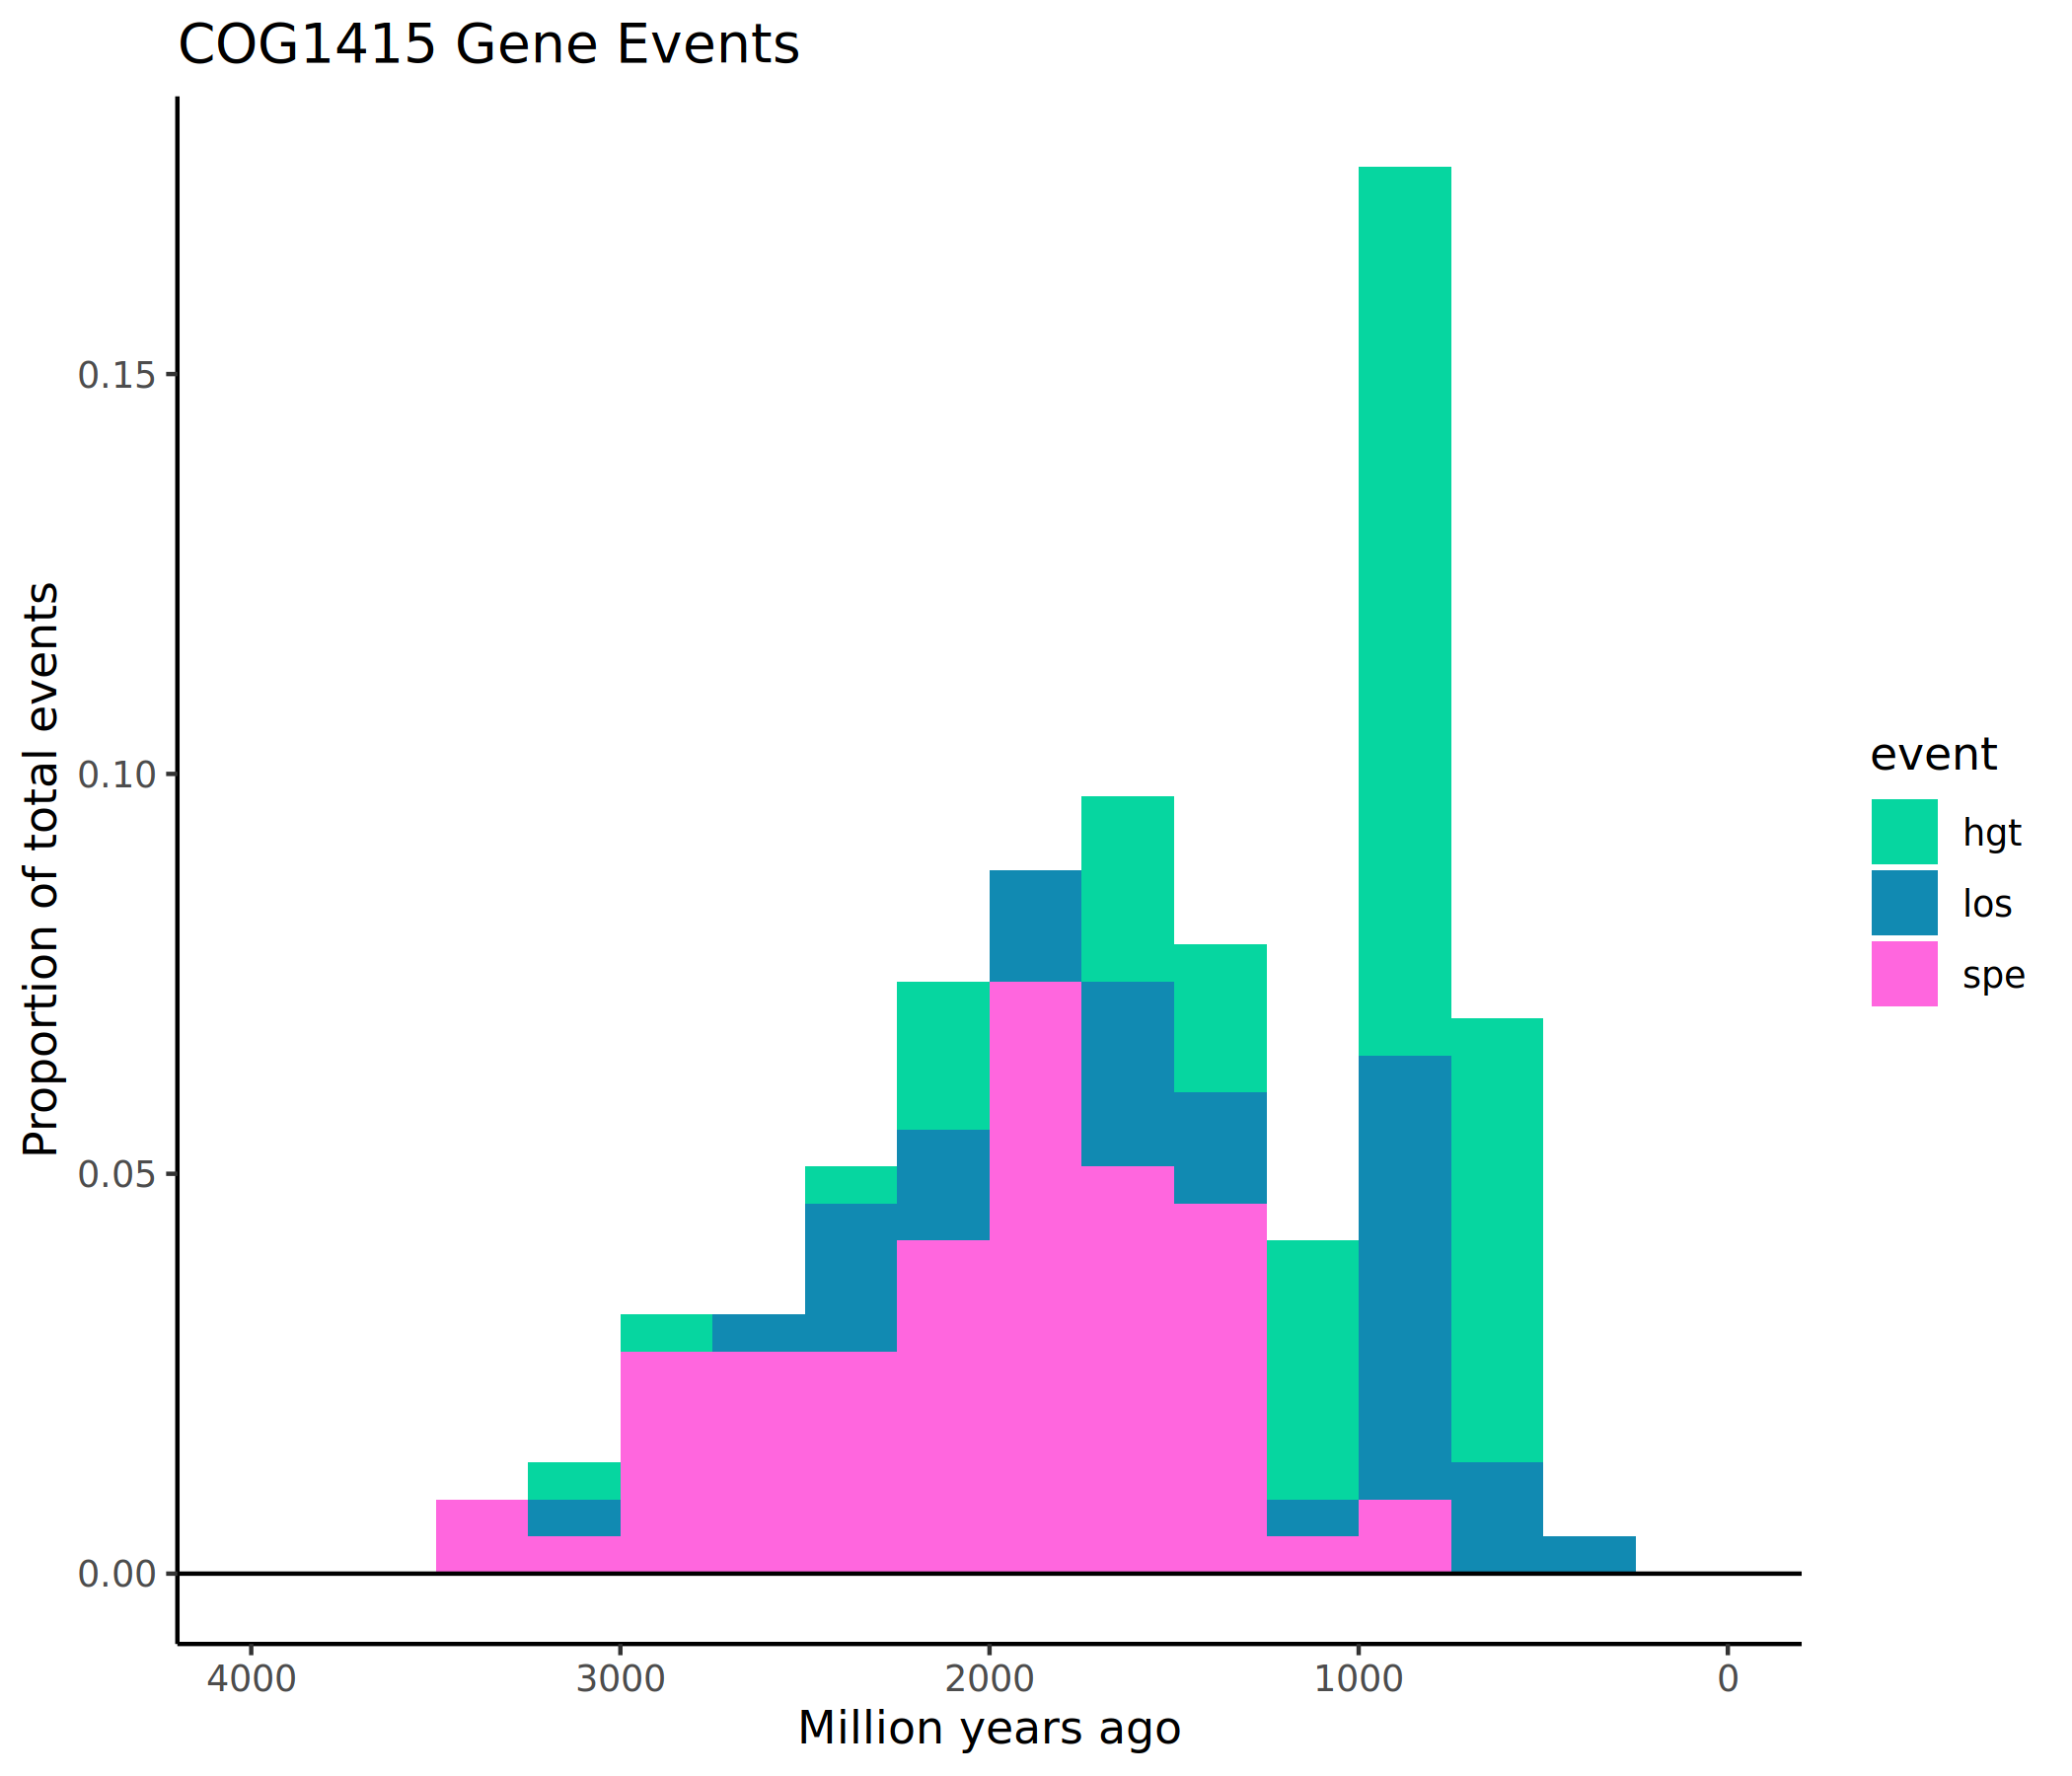 COG1415 Gene Events
Proportion of total events
0.15
0.10
0.05
0.00
4000 3000 2000 1000 0
Million years ago
event
hgt
los
spe